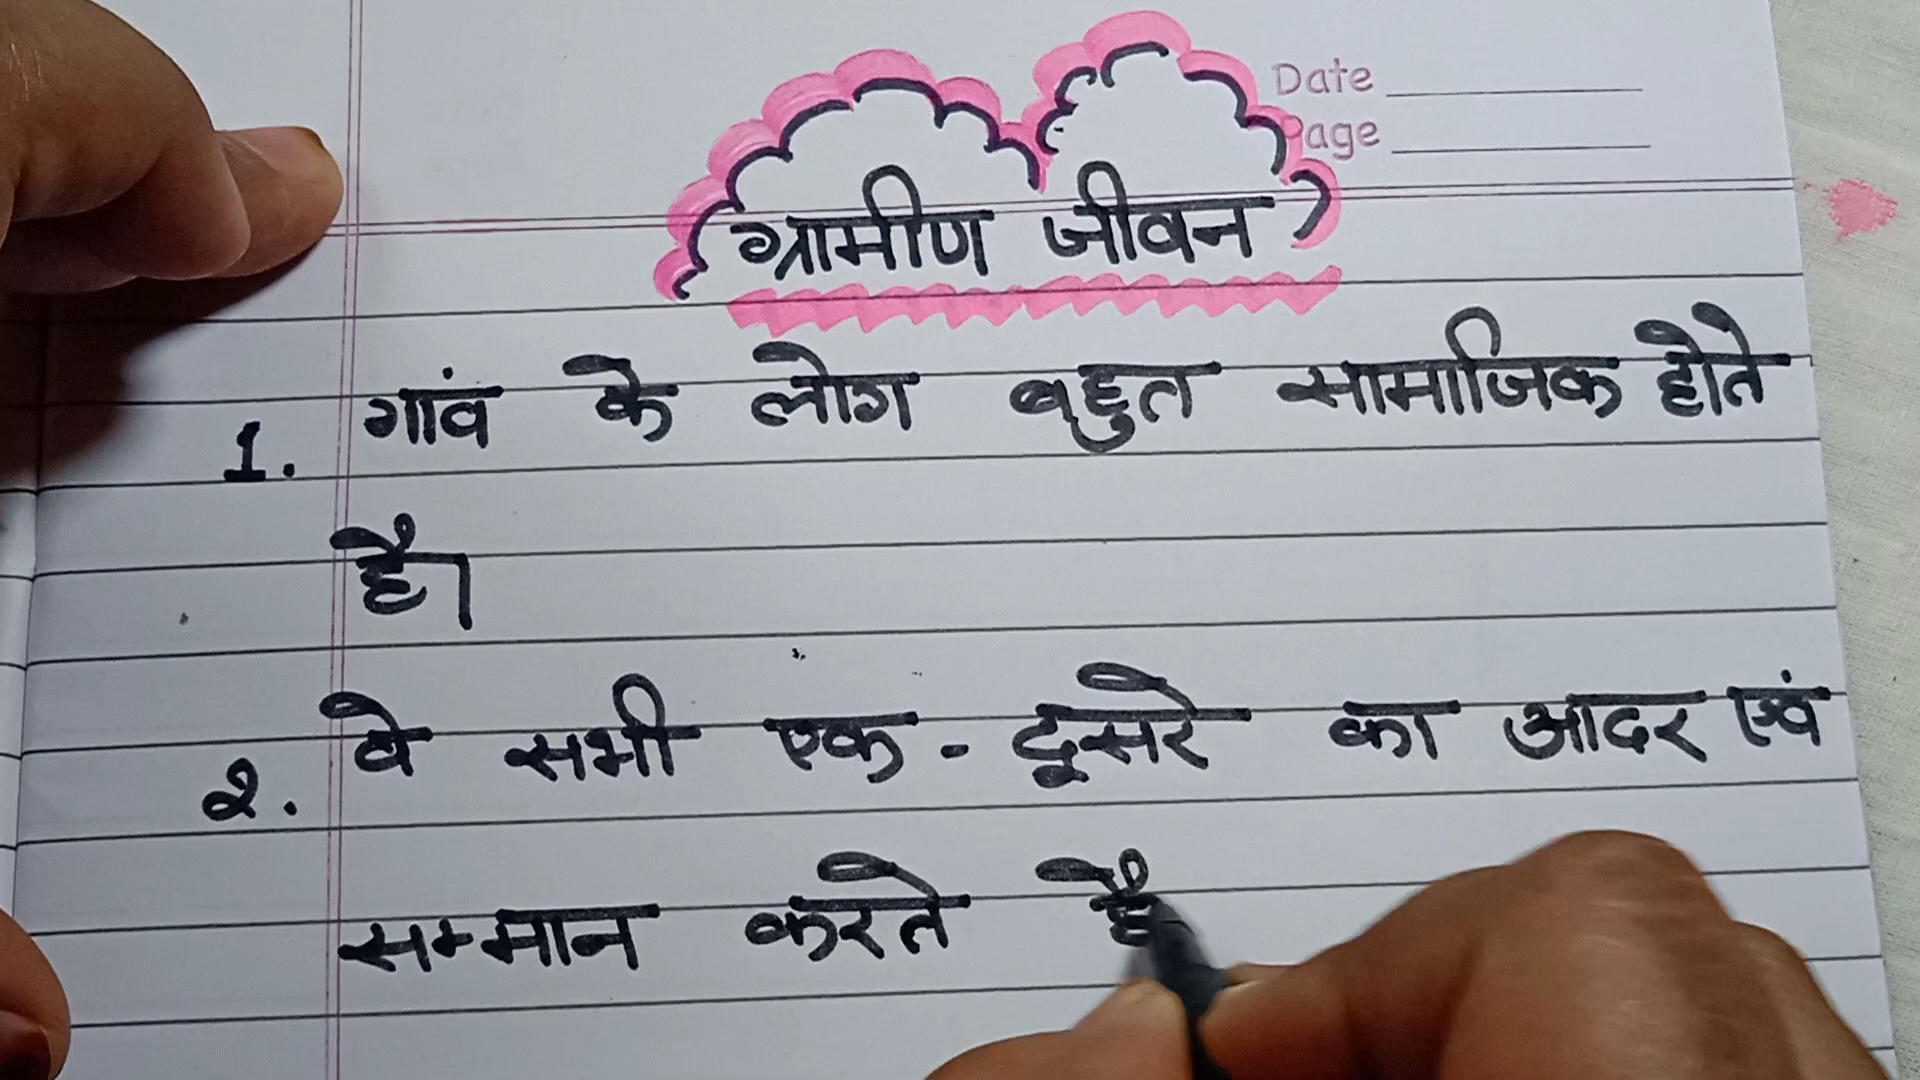 Date
Page
ग्रामीण जीवन
1. गांव के लोग बहुत सामाजिक होते
है।
2. वे सभी एक - दूसरे का आदर एवं
सम्मान करते है